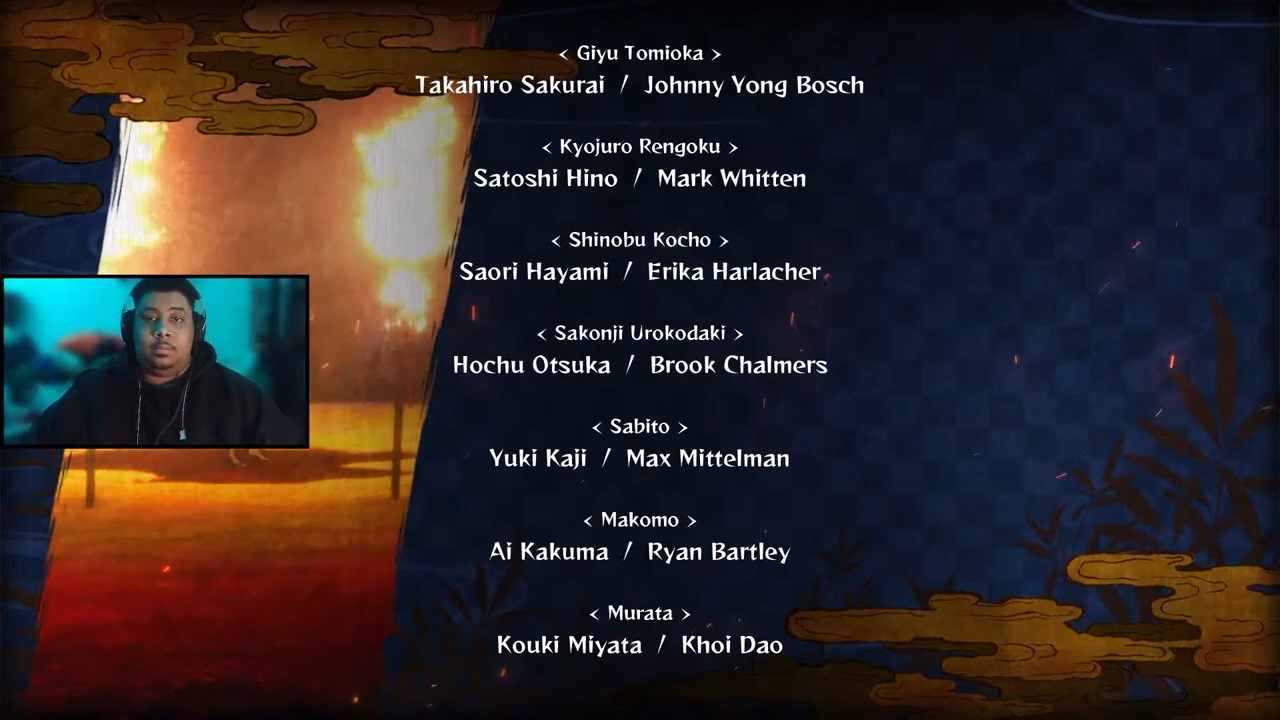 < Giyu Tomioka >
Takahiro Sakurai / Johnny Yong Bosch
< Kyojuro Rengoku >
Satoshi Hino / Mark Whitten
< Shinobu Kocho >
Saori Hayami / Erika Harlacher
< Sakonji Urokodaki >
Hochu Otsuka / Brook Chalmers
< Sabito >
Yuki Kaji / Max Mittelman
< Makomo >
Ai Kakuma / Ryan Bartley
< Murata >
Kouki Miyata / Khoi Dao